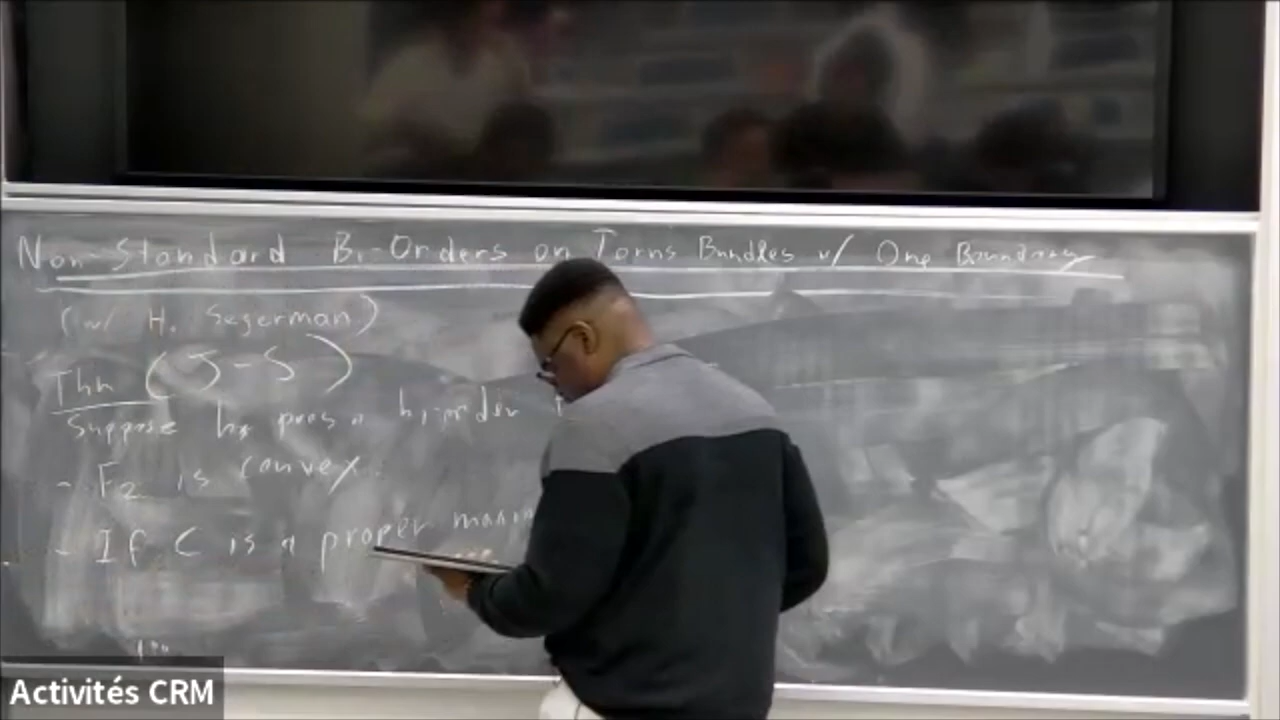 Non-Standard Bi-Orders on Torus Bundles w/ One Boundary
(w/ H. Segerman)
Thm (J-S)
Suppose has a bi-order
- F2 is convex.
- If C is a proper
Activités CRM